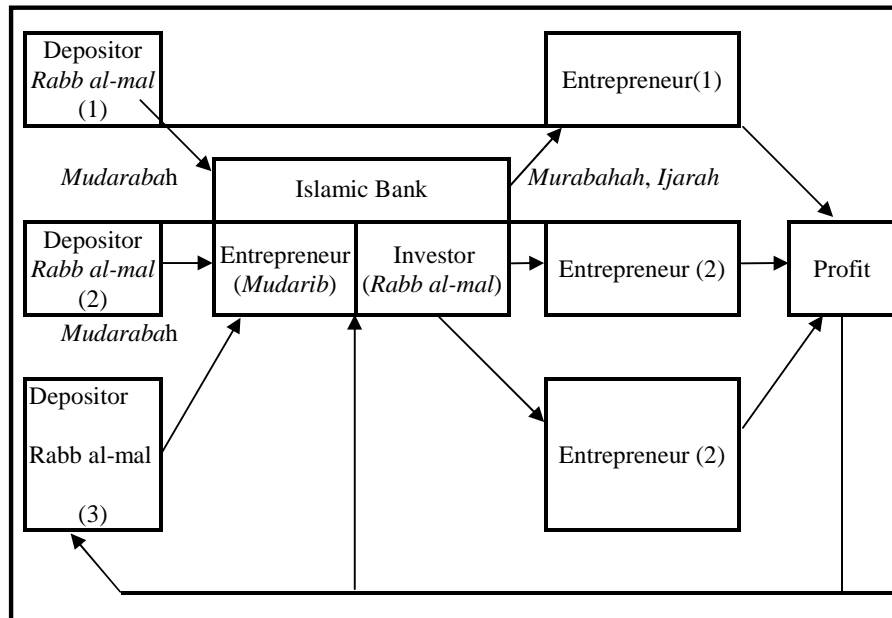 Depositor
Rabb al-mal
(1)
Entrepreneur(1)
Mudarabah
Islamic Bank
Murabahah, Ijarah
Depositor
Rabb al-mal
(2)
Entrepreneur
(Mudarib)
Investor
(Rabb al-mal)
Entrepreneur (2)
Profit
Mudarabah
Depositor
Rabb al-mal
(3)
Entrepreneur (2)